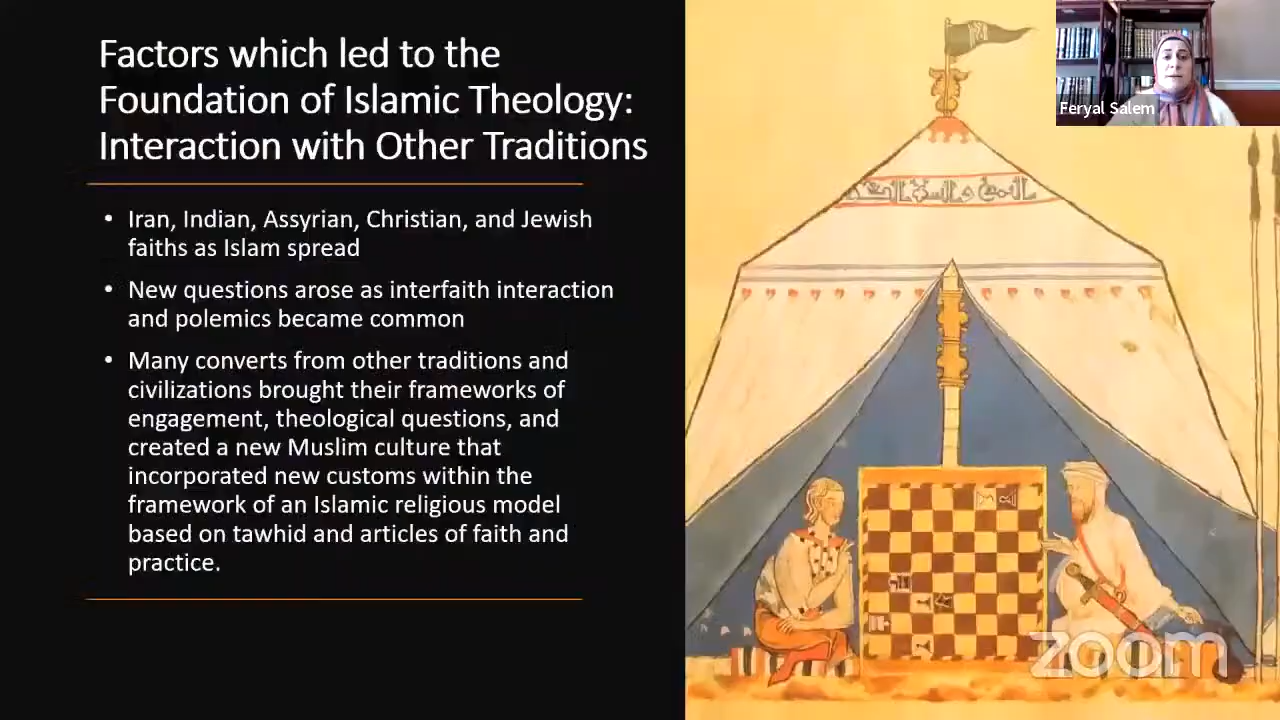 Factors which led to the
Foundation of Islamic Theology:
Interaction with Other Traditions
• Iran, Indian, Assyrian, Christian, and Jewish
faiths as Islam spread
• New questions arose as interfaith interaction
and polemics became common
• Many converts from other traditions and
civilizations brought their frameworks of
engagement, theological questions, and
created a new Muslim culture that
incorporated new customs within the
framework of an Islamic religious model
based on tawhid and articles of faith and
practice.
Feryal Salem
zoom